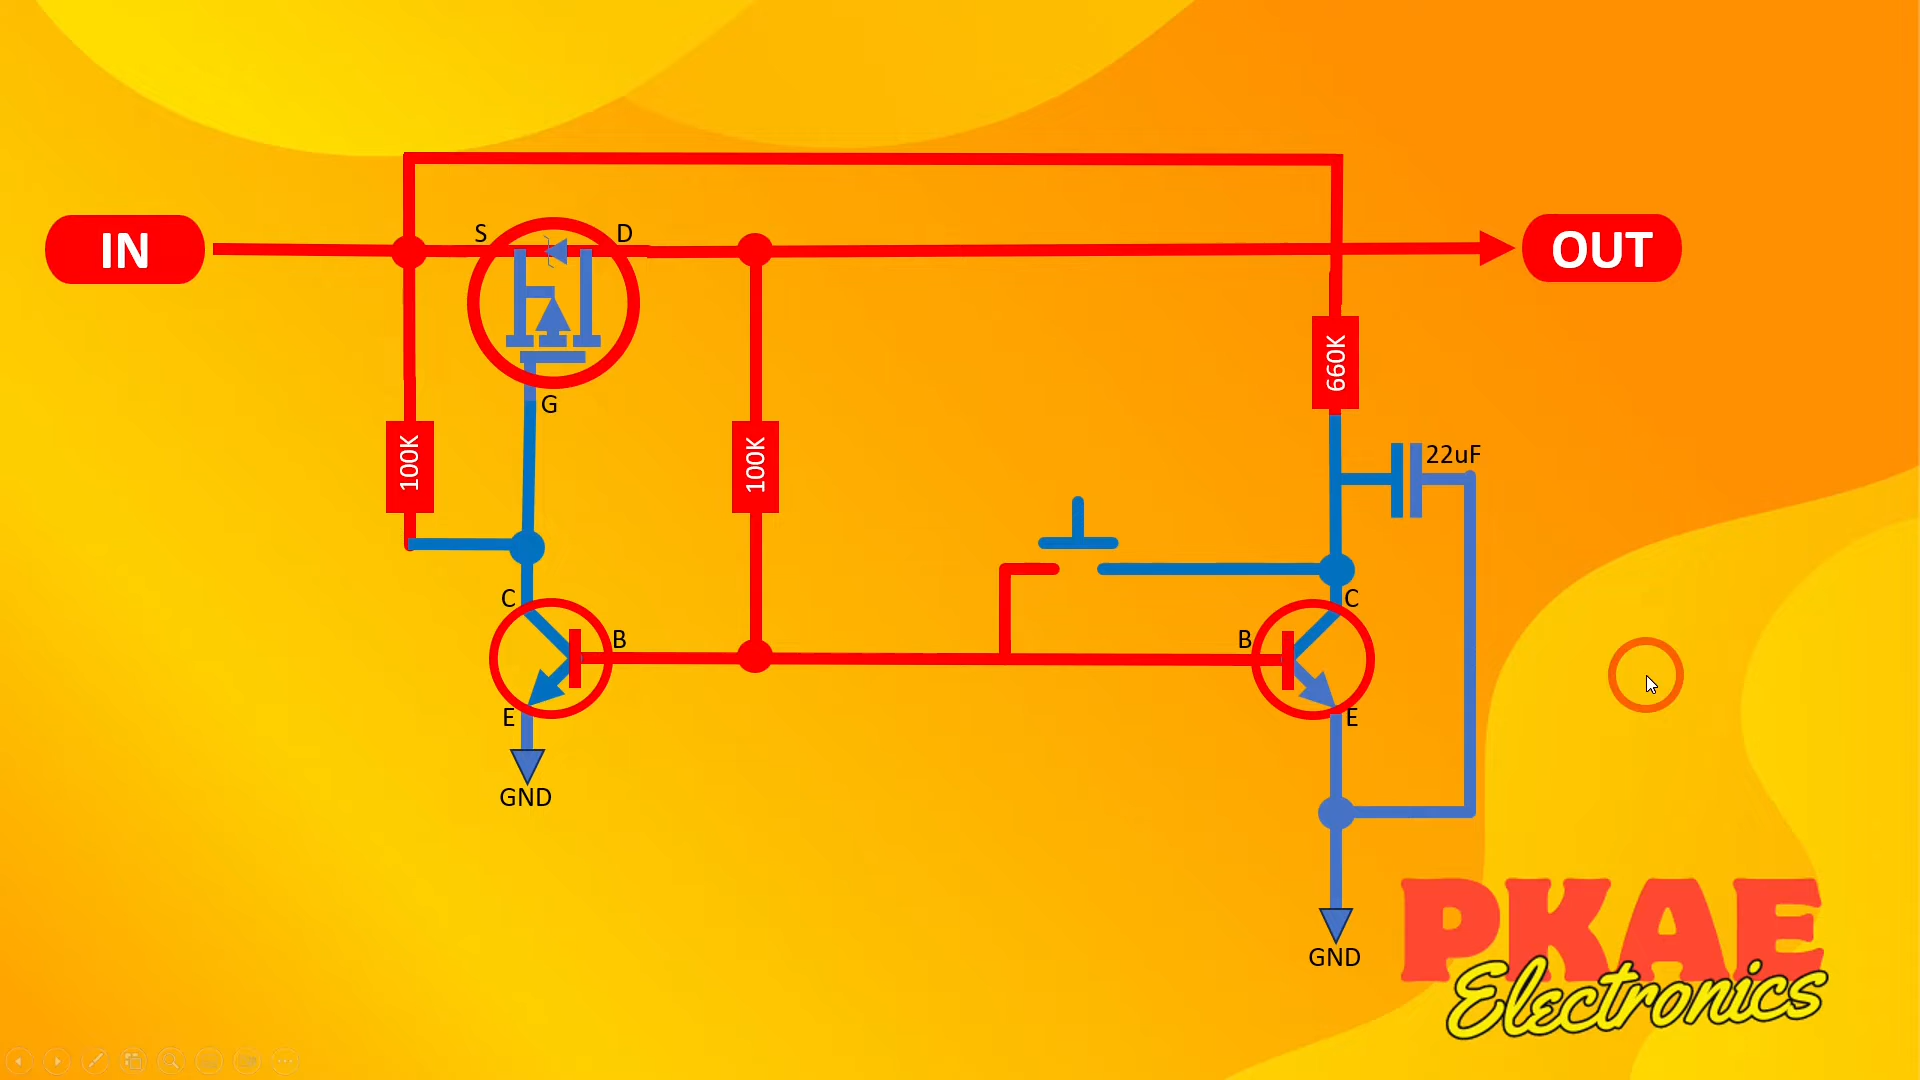 IN
S
D
OUT
660K
G
100K
100K
22uF
C
B
E
GND
B
C
E
GND
PKAE
Electronics